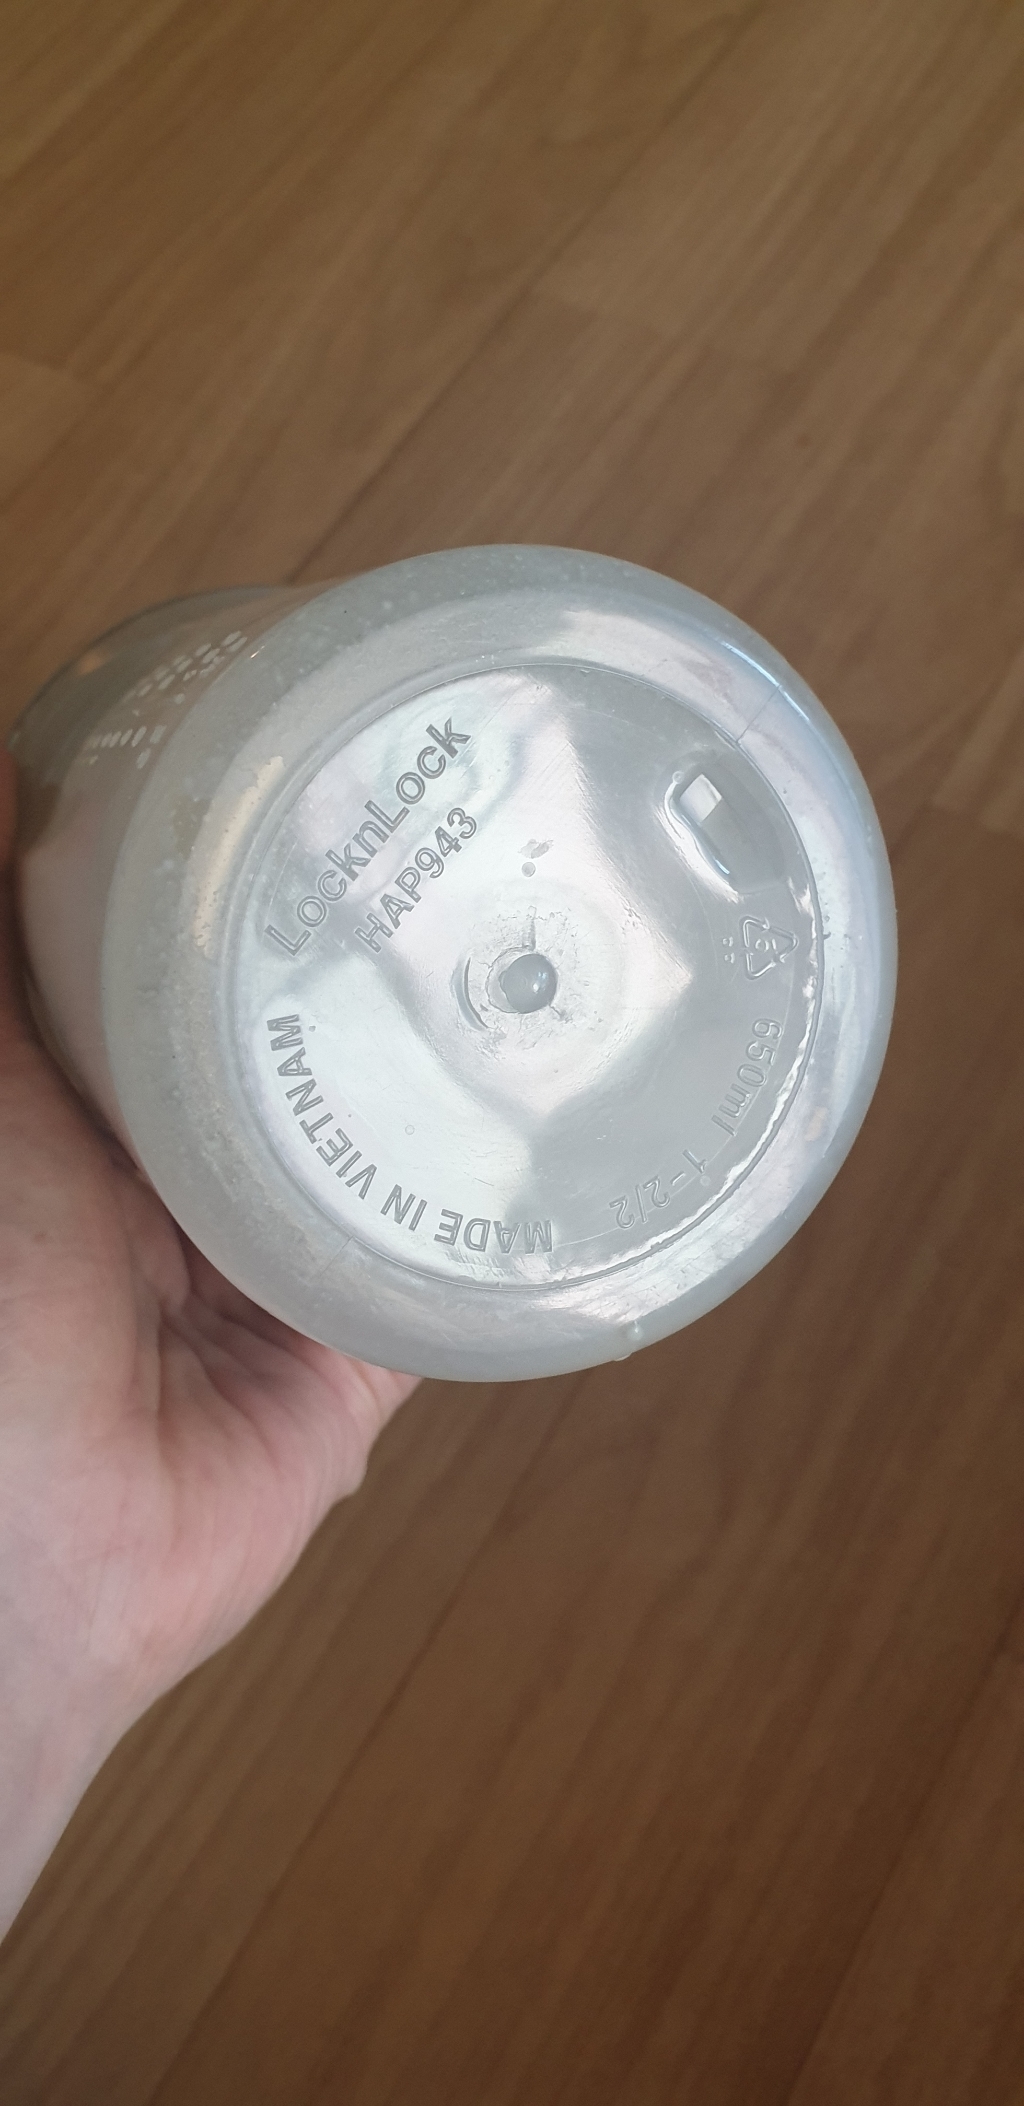 LocknLock
HAP943
MADE IN VIETNAM
650ml 1-2/2